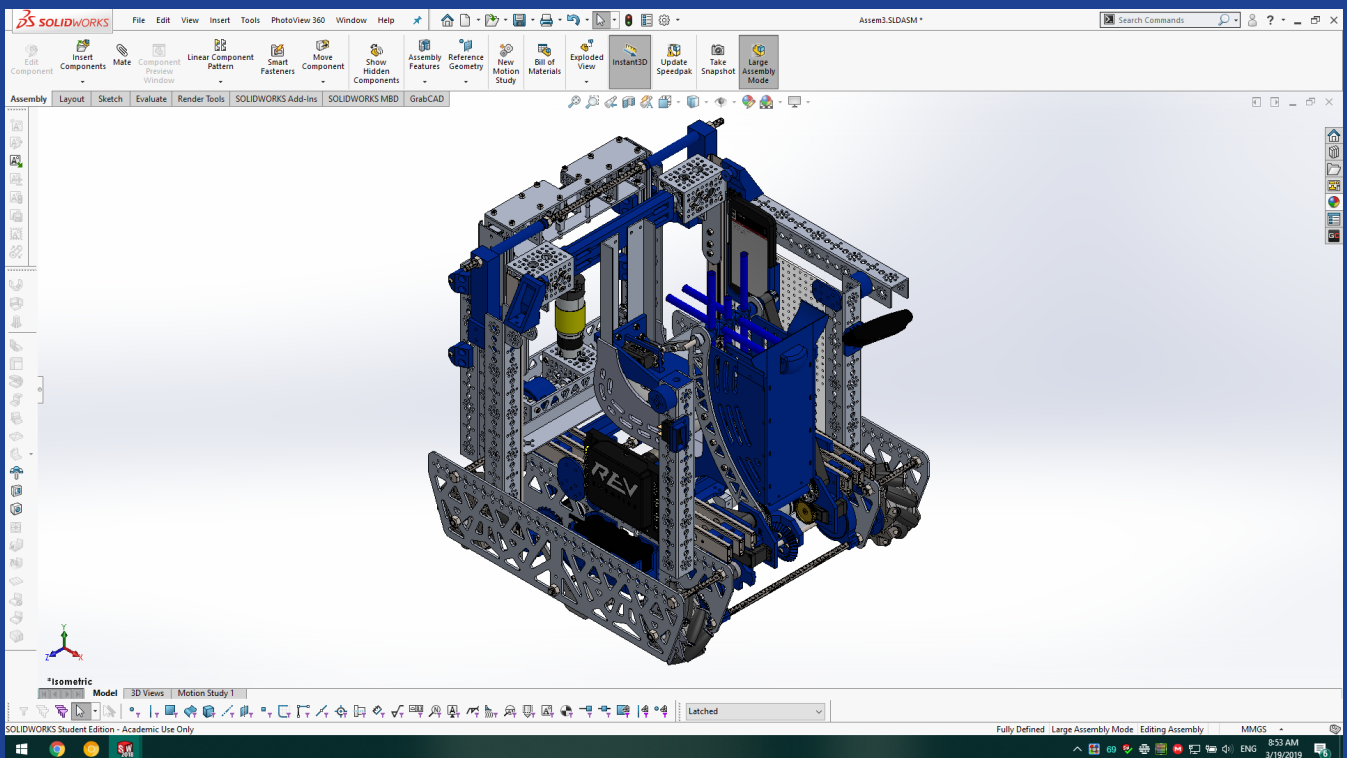 SOLIDWORKS
File Edit View Insert Tools PhotoView 360 Window Help
Assem3.SLDASM *
Search Commands
?
Edit Component
Insert Components
Mate
Component Preview Window
Linear Component Pattern
Smart Fasteners
Move Component
Show Hidden Components
Assembly Features
Reference Geometry
New Motion Study
Bill of Materials
Exploded View
Instant3D
Update Speedpak
Take Snapshot
Large Assembly Mode
Assembly Layout Sketch Evaluate Render Tools SOLIDWORKS Add-Ins SOLIDWORKS MBD GrabCAD
REV
Y
Z
X
*Isometric
Model 3D Views Motion Study 1
Latched
SOLIDWORKS Student Edition - Academic Use Only
Fully Defined Large Assembly Mode Editing Assembly MMGS
SW
2018
69
ENG
8:53 AM
3/19/2019